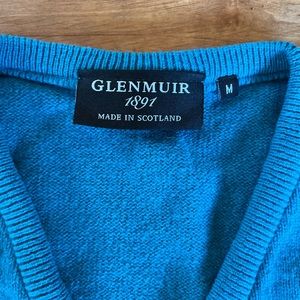 GLENMUIR
1891
MADE IN SCOTLAND
M